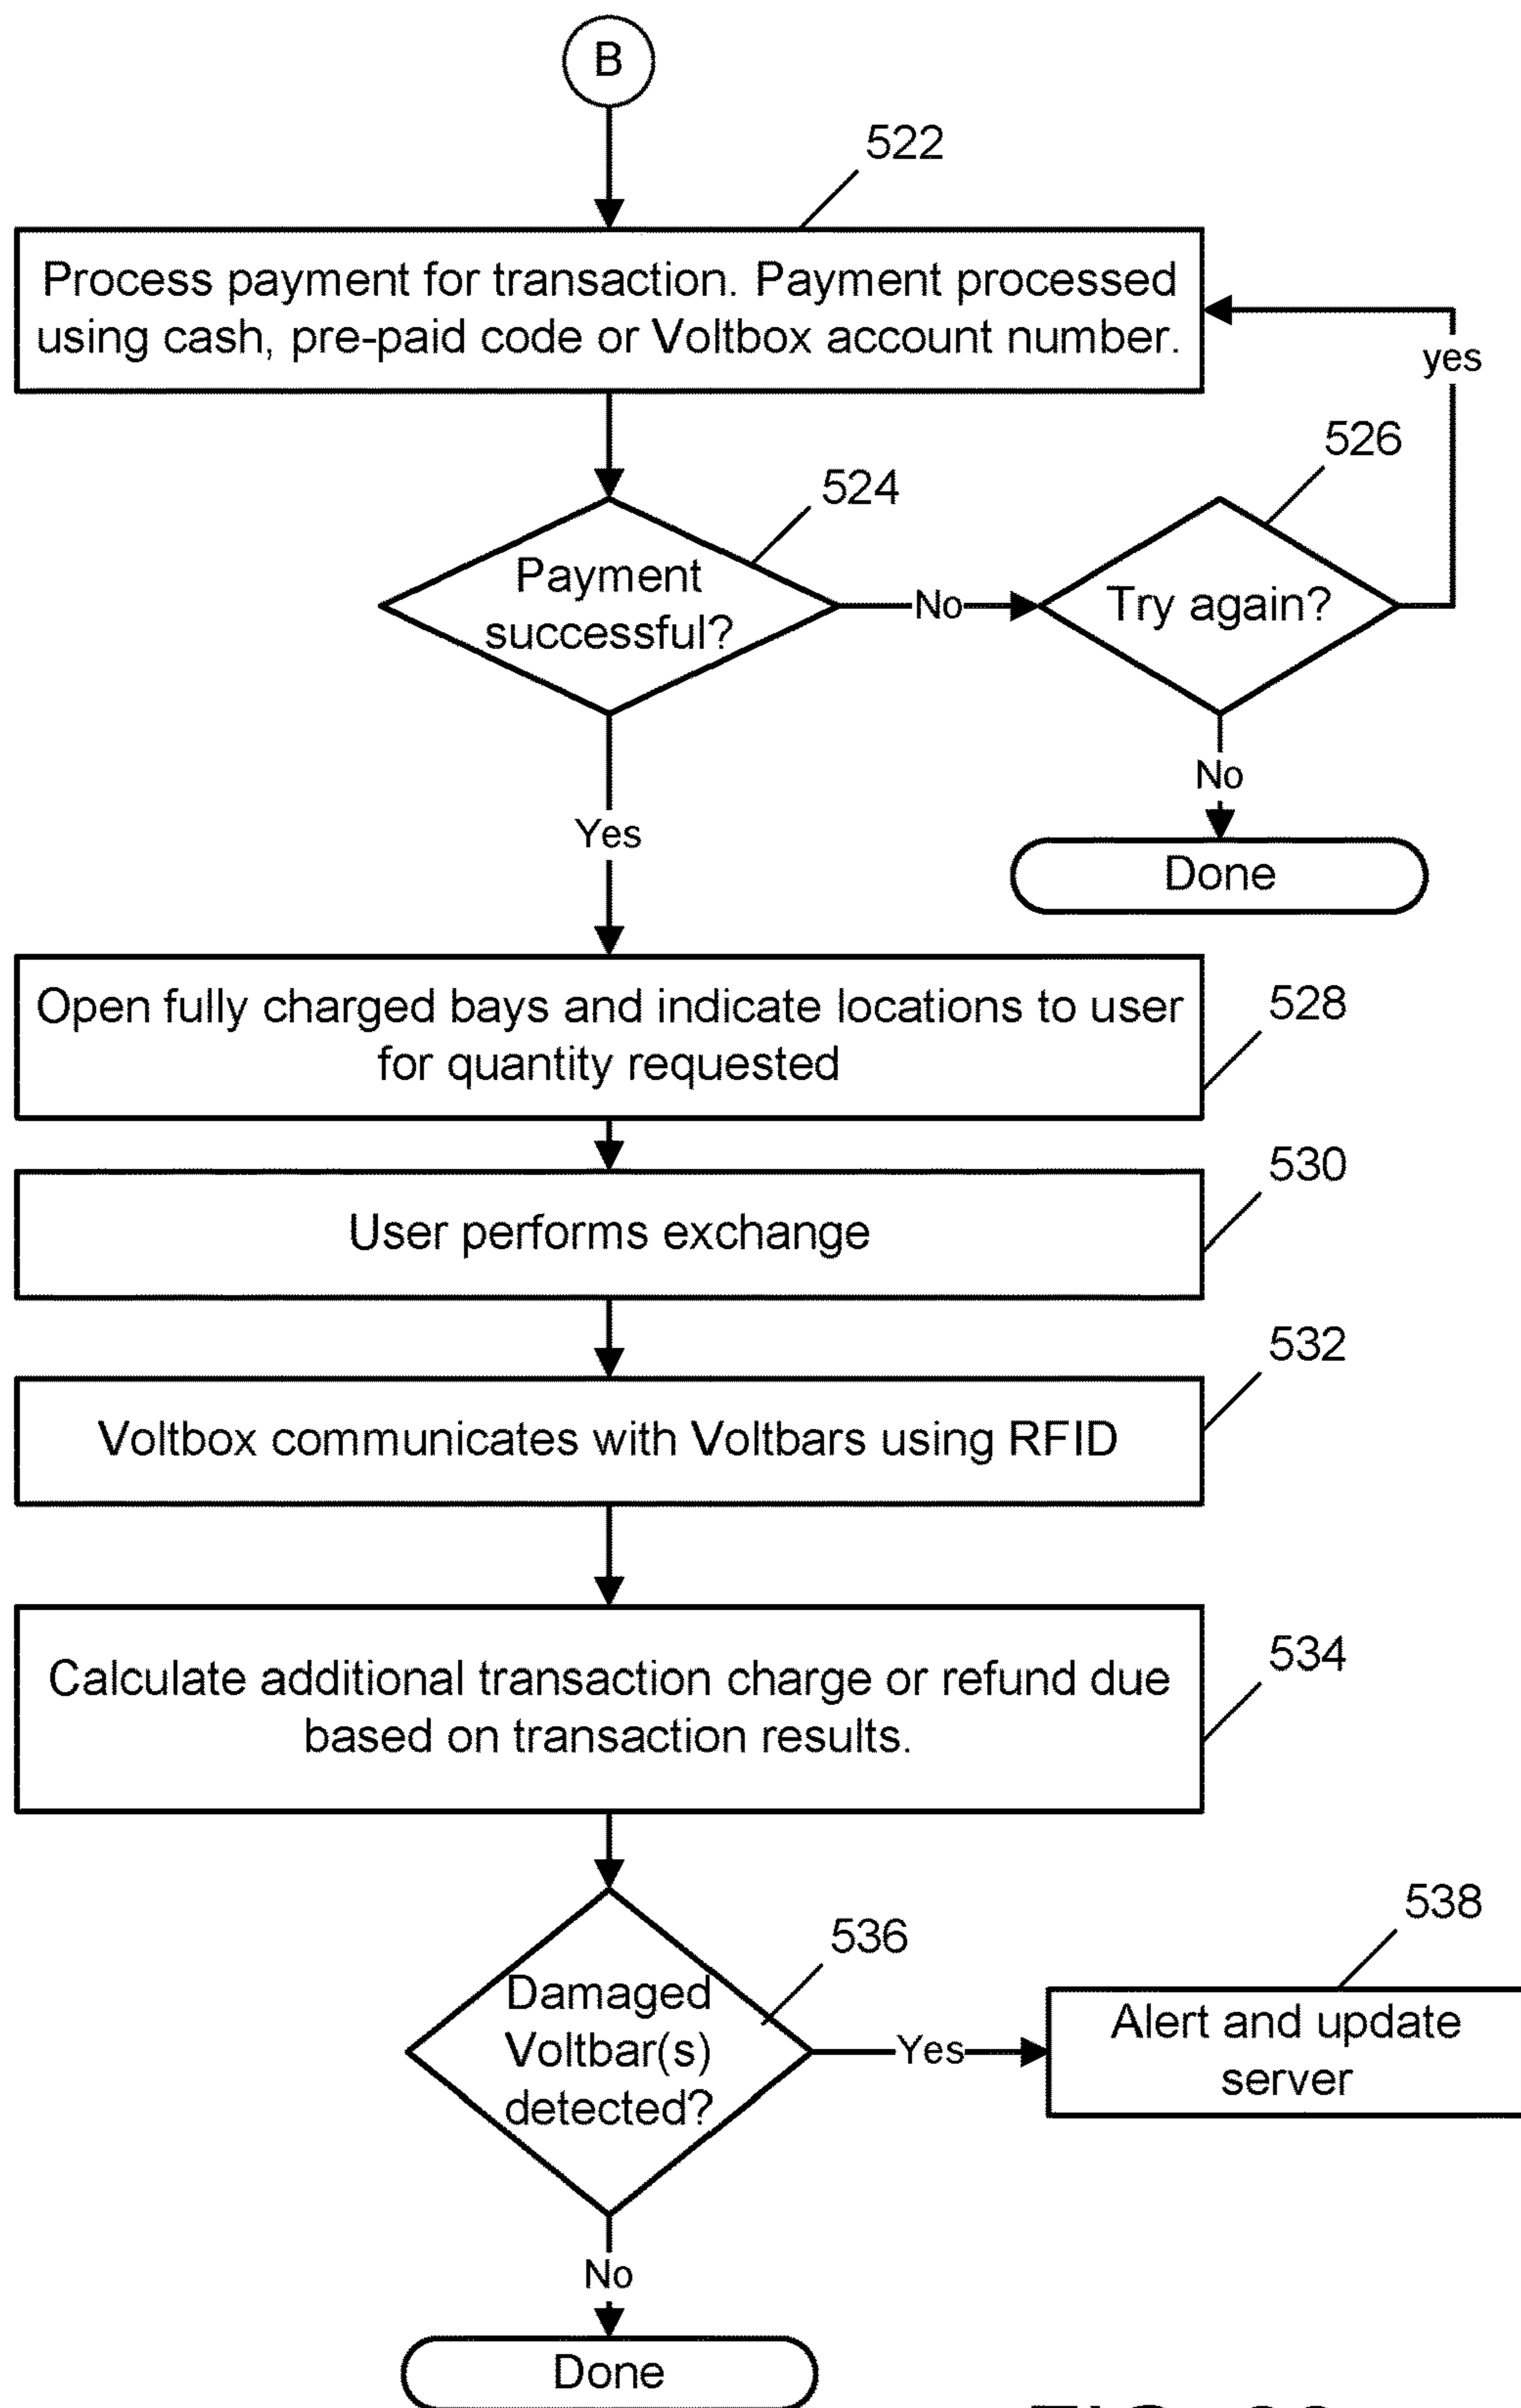 B
522
Process payment for transaction. Payment processed
using cash, pre-paid code or Voltbox account number.
yes
526
524
Payment
successful?
No
Try again?
No
Yes
Done
Open fully charged bays and indicate locations to user
for quantity requested
528
530
User performs exchange
532
Voltbox communicates with Voltbars using RFID
534
Calculate additional transaction charge or refund due
based on transaction results.
538
536
Damaged
Voltbar(s)
detected?
Yes
Alert and update
server
No
Done